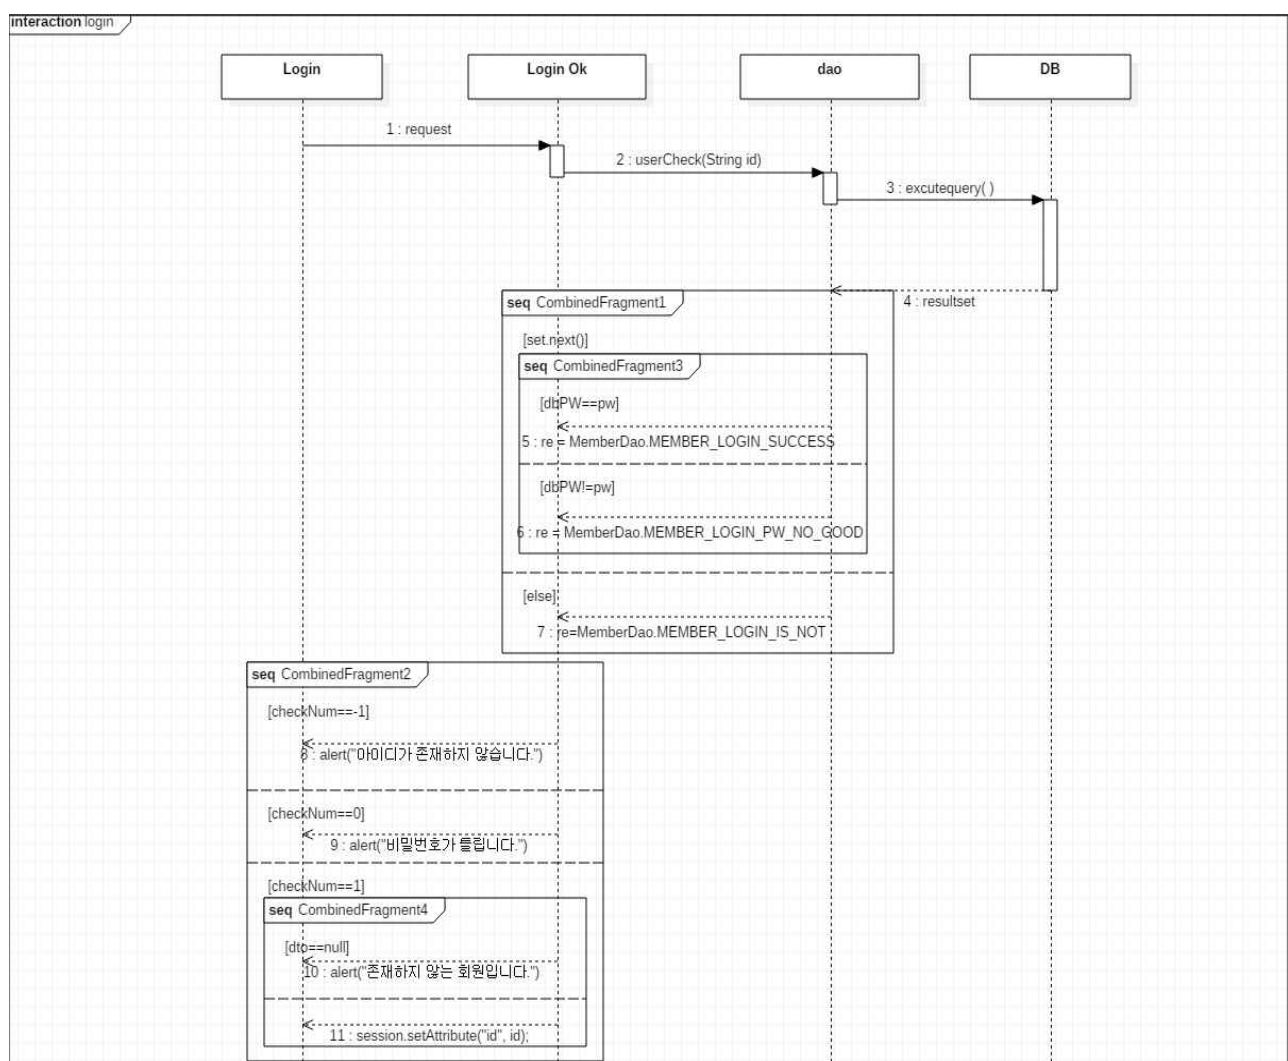 interaction login
Login
Login Ok
dao
DB
1 : request
2 : userCheck(String id)
3 : excutequery( )
4 : resultset
seq CombinedFragment1
[set.next()]
seq CombinedFragment3
[dbPW==pw]
5 : re = MemberDao.MEMBER_LOGIN_SUCCESS
[dbPW!=pw]
6 : re = MemberDao.MEMBER_LOGIN_PW_NO_GOOD
[else]
7 : re=MemberDao.MEMBER_LOGIN_IS_NOT
seq CombinedFragment2
[checkNum==-1]
8 : alert("아이디가 존재하지 않습니다.")
[checkNum==0]
9 : alert("비밀번호가 틀립니다.")
[checkNum==1]
seq CombinedFragment4
[dto==null]
10 : alert("존재하지 않는 회원입니다.")
11 : session.setAttribute("id", id);